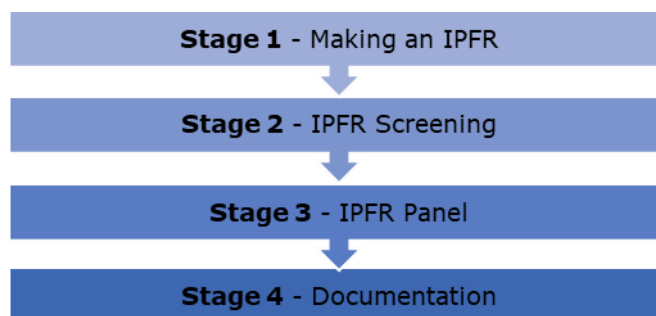 Stage 1 - Making an IPFR
Stage 2 - IPFR Screening
Stage 3 - IPFR Panel
Stage 4 - Documentation